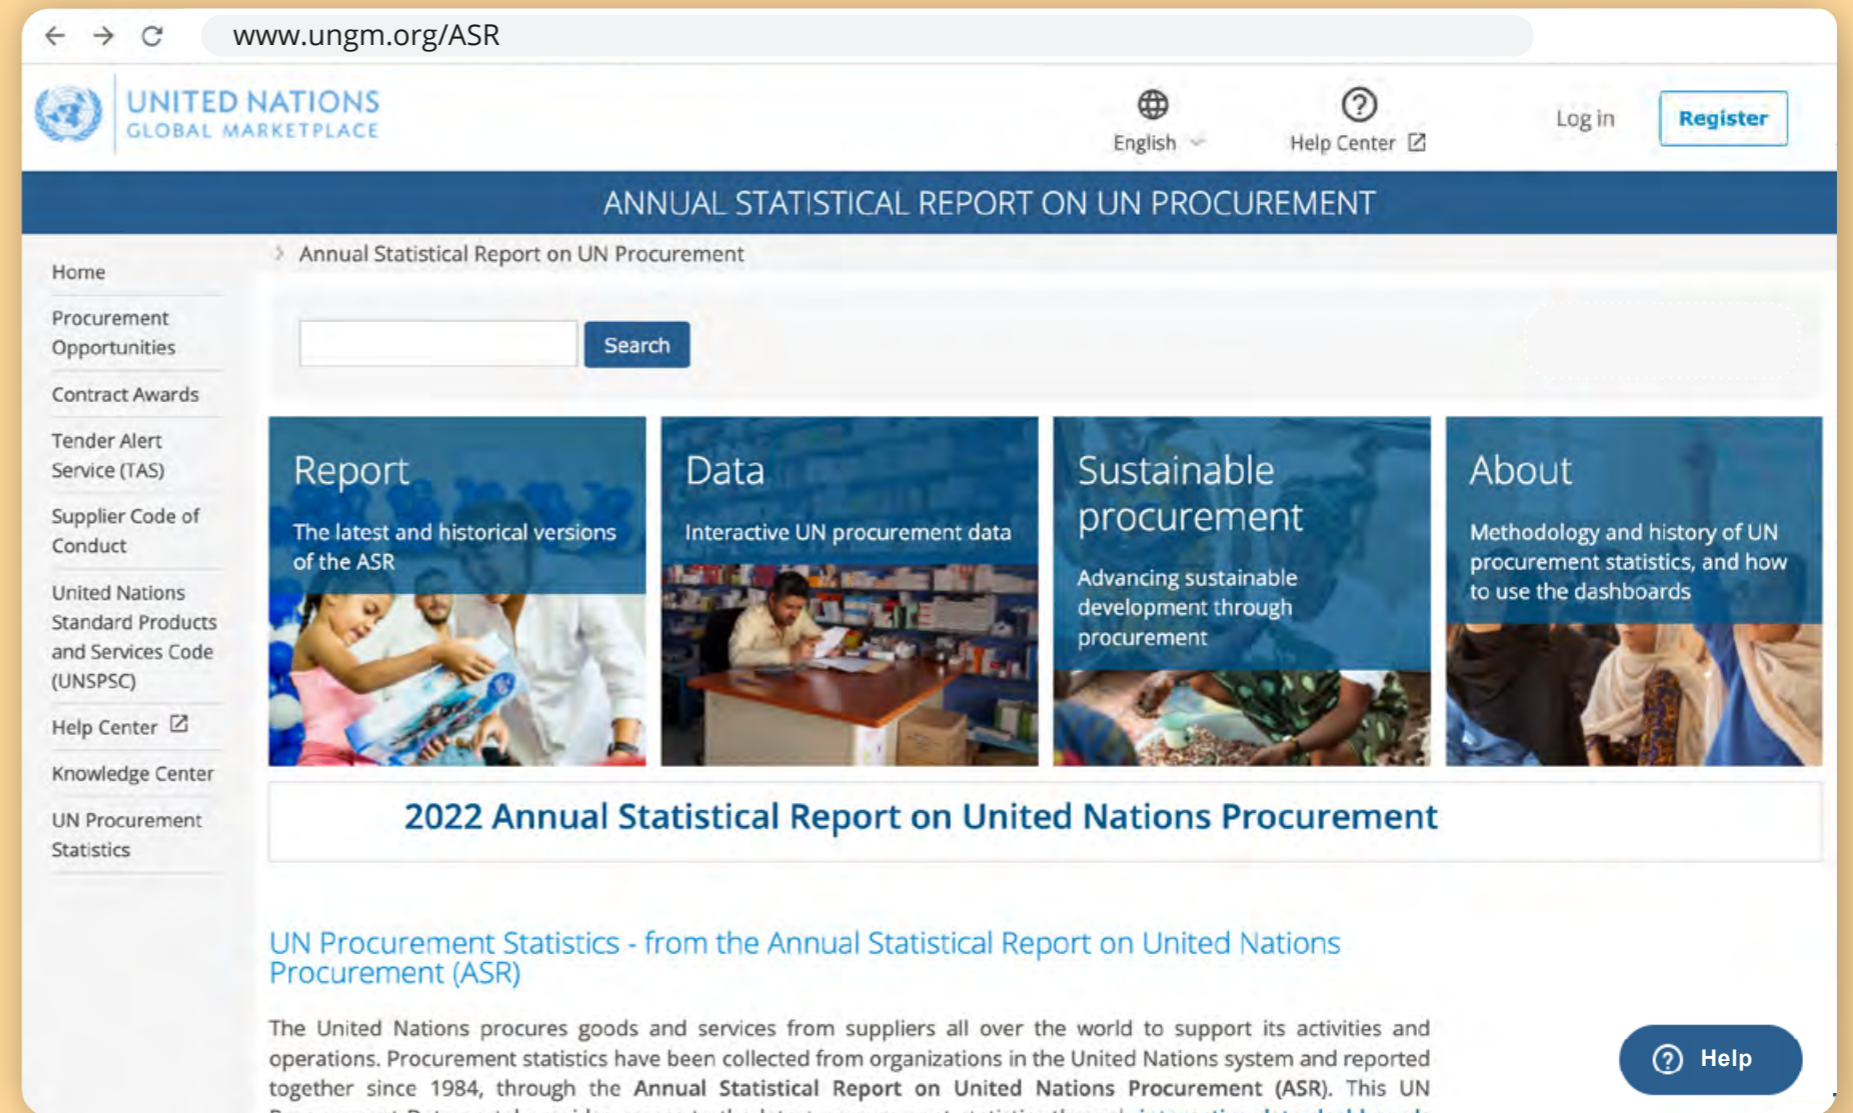 www.ungm.org/ASR
UNITED NATIONS
GLOBAL MARKETPLACE
English
Help Center
Log in
Register
ANNUAL STATISTICAL REPORT ON UN PROCUREMENT
Annual Statistical Report on UN Procurement
Home
Procurement
Opportunities
Contract Awards
Tender Alert
Service (TAS)
Supplier Code of
Conduct
United Nations
Standard Products
and Services Code
(UNSPSC)
Help Center
Knowledge Center
UN Procurement
Statistics
Search
Report
The latest and historical versions
of the ASR
Data
Interactive UN procurement data
Sustainable
procurement
Advancing sustainable
development through
procurement
About
Methodology and history of UN
procurement statistics, and how
to use the dashboards
2022 Annual Statistical Report on United Nations Procurement
UN Procurement Statistics - from the Annual Statistical Report on United Nations
Procurement (ASR)
The United Nations procures goods and services from suppliers all over the world to support its activities and
operations. Procurement statistics have been collected from organizations in the United Nations system and reported
together since 1984, through the Annual Statistical Report on United Nations Procurement (ASR). This UN
Help